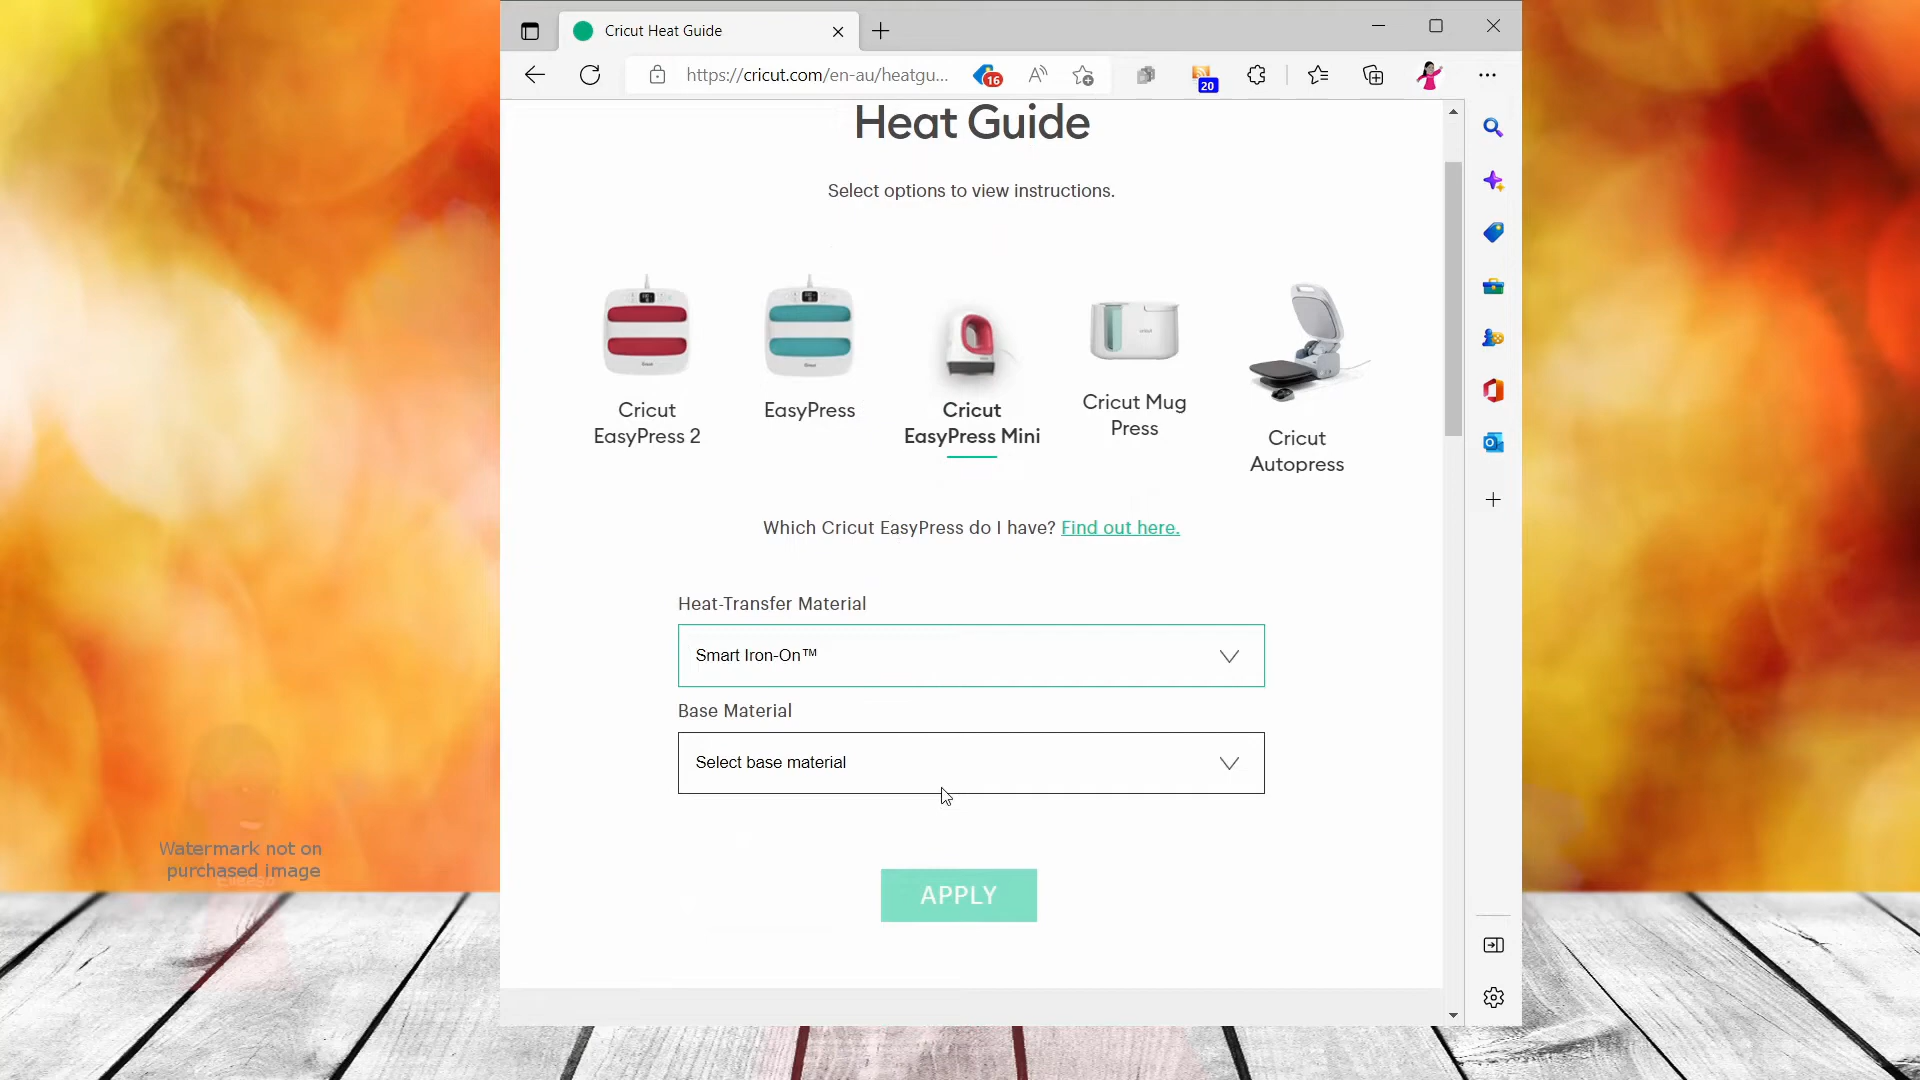 Cricut Heat Guide
https://cricut.com/en-au/heatgu...
16
20
Heat Guide
Select options to view instructions.
Cricut
EasyPress 2
EasyPress
Cricut
EasyPress Mini
Cricut Mug
Press
Cricut
Autopress
Which Cricut EasyPress do I have? Find out here.
Heat-Transfer Material
Smart Iron-On™
Base Material
Select base material
APPLY
Watermark not on
purchased image